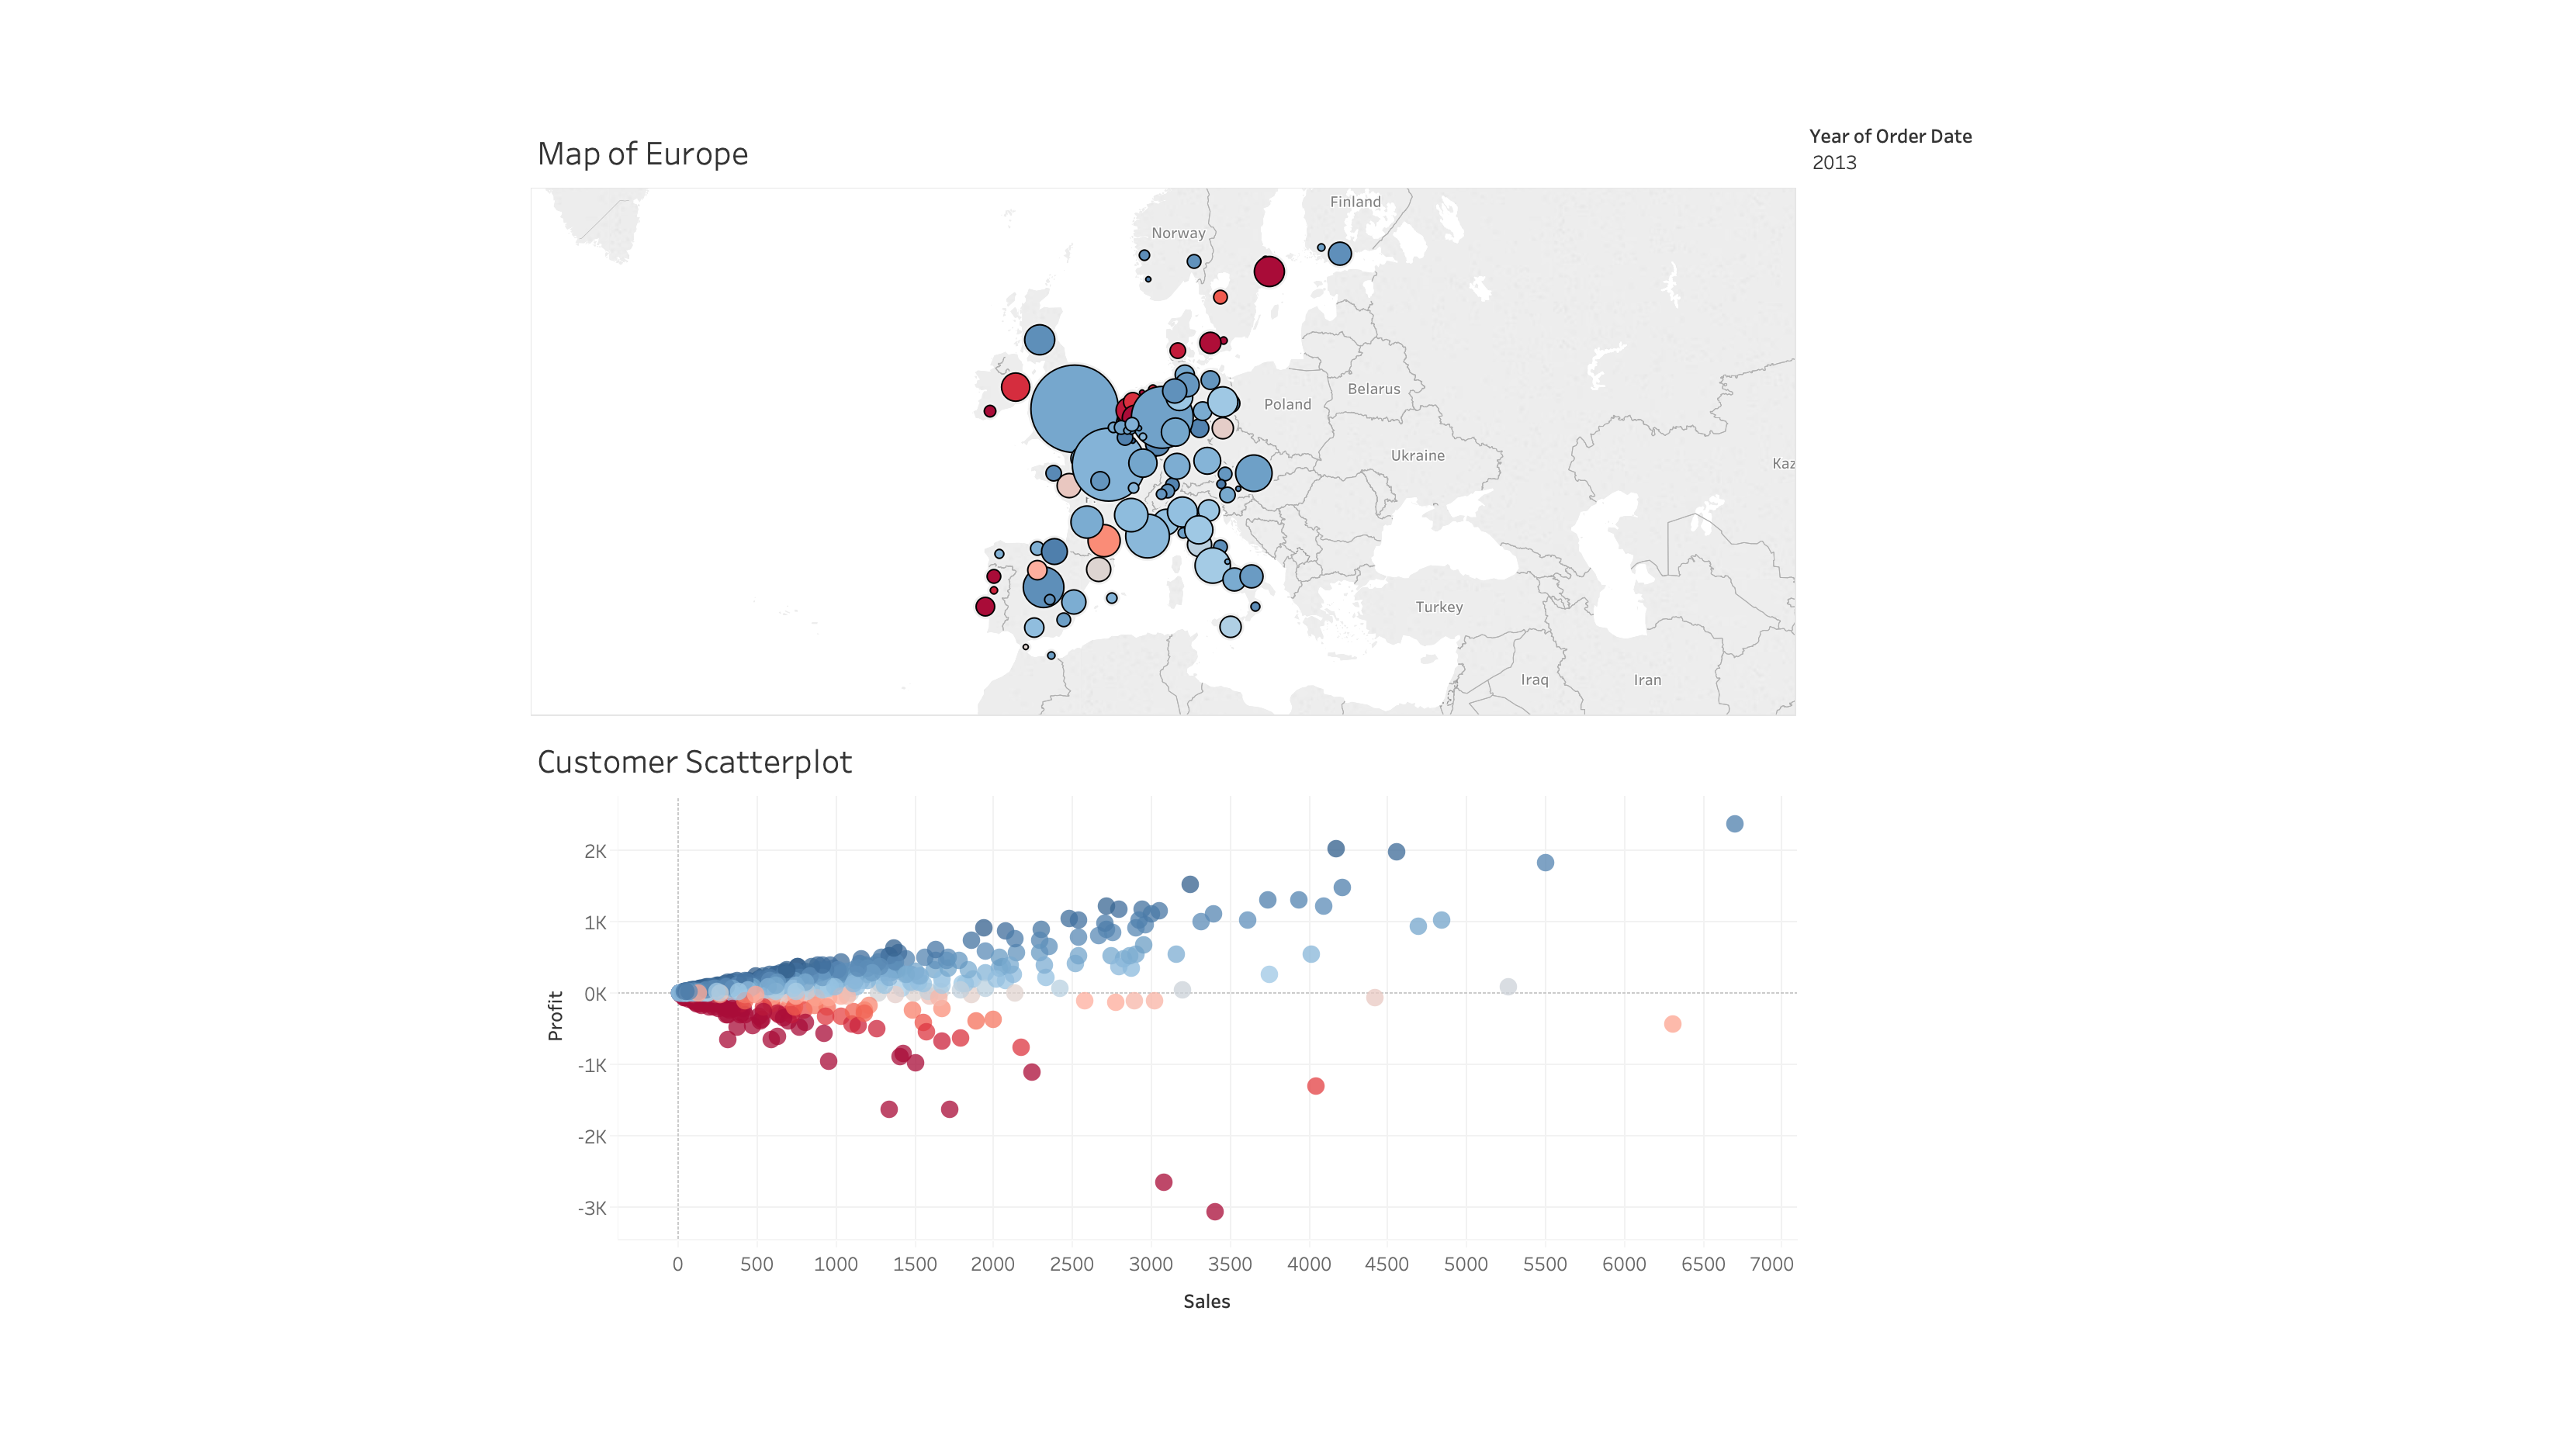 Map of Europe
Year of Order Date
2013
Finland
Norway
Belarus
Poland
Ukraine
Kaz
Turkey
Iraq
Iran
Customer Scatterplot
2K
1K
0K
-1K
-2K
-3K
Profit
0 500 1000 1500 2000 2500 3000 3500 4000 4500 5000 5500 6000 6500 7000
Sales